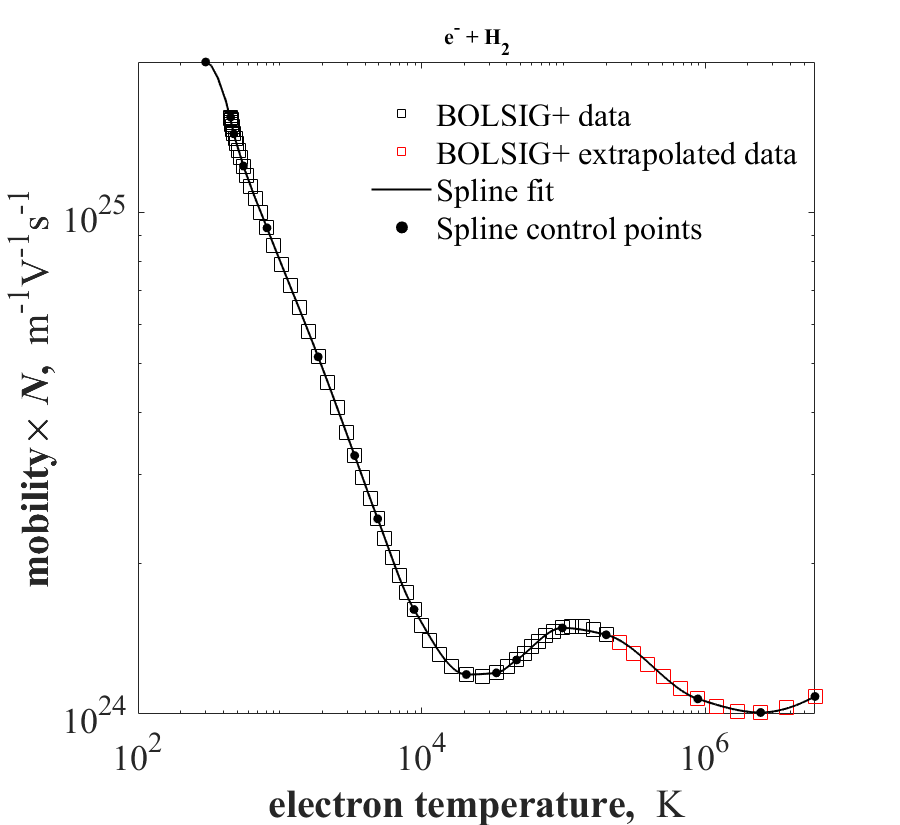 e⁻ + H₂
BOLSIG+ data
BOLSIG+ extrapolated data
Spline fit
Spline control points
mobility× N, m⁻¹V⁻¹s⁻¹
10²⁵
10²⁴
10² 10⁴ 10⁶
electron temperature, K